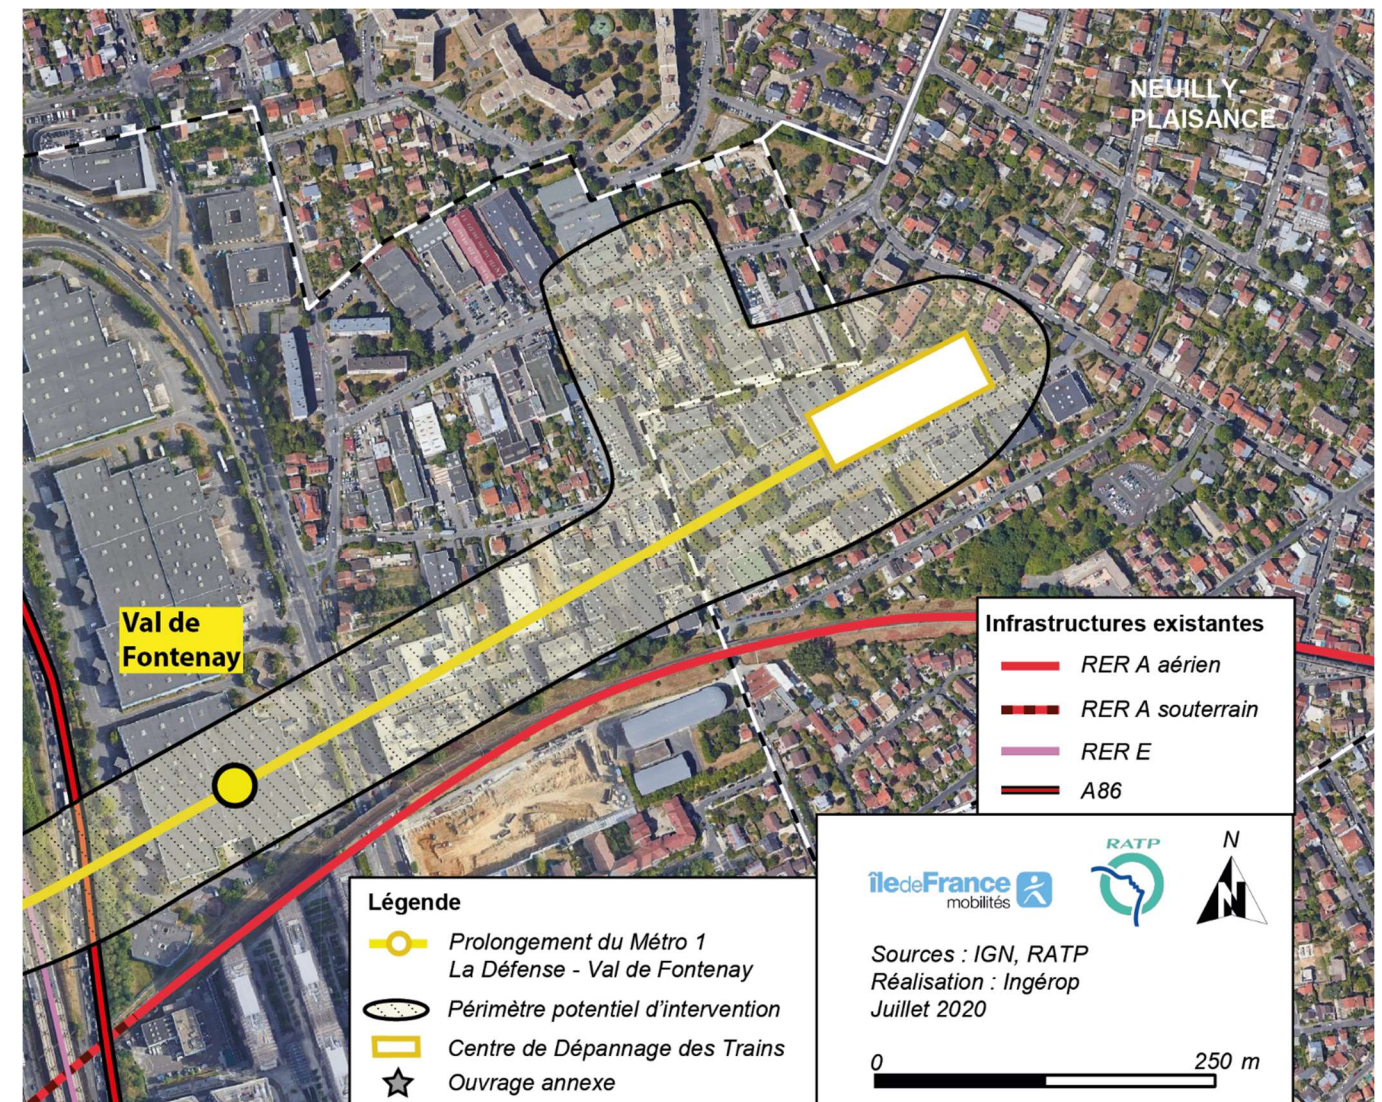 NEUILLY-
PLAISANCE
Val de
Fontenay
Infrastructures existantes
RER A aérien
RER A souterrain
RER E
A86
Légende
Prolongement du Métro 1
La Défense - Val de Fontenay
Périmètre potentiel d'intervention
Centre de Dépannage des Trains
Ouvrage annexe
îledeFrance
mobilités
RATP
N
N
Sources : IGN, RATP
Réalisation : Ingérop
Juillet 2020
0 250 m